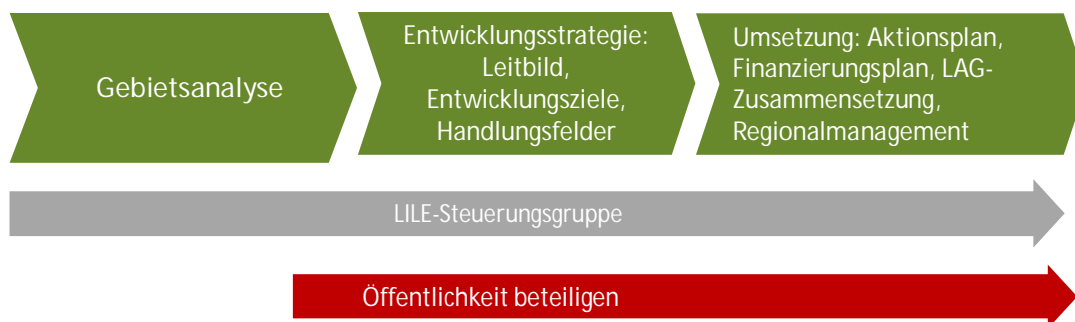 Gebietsanalyse
Entwicklungsstrategie:
Leitbild,
Entwicklungsziele,
Handlungsfelder
Umsetzung: Aktionsplan,
Finanzierungsplan, LAG-
Zusammensetzung,
Regionalmanagement
LILE-Steuerungsgruppe
Öffentlichkeit beteiligen